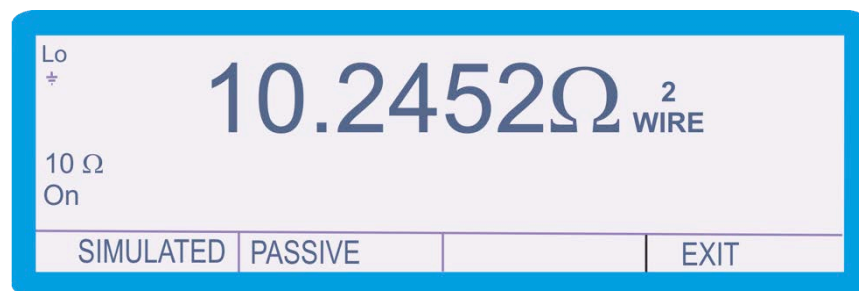 Lo
10.2452Ω 2 WIRE
10 Ω
On
SIMULATED PASSIVE EXIT